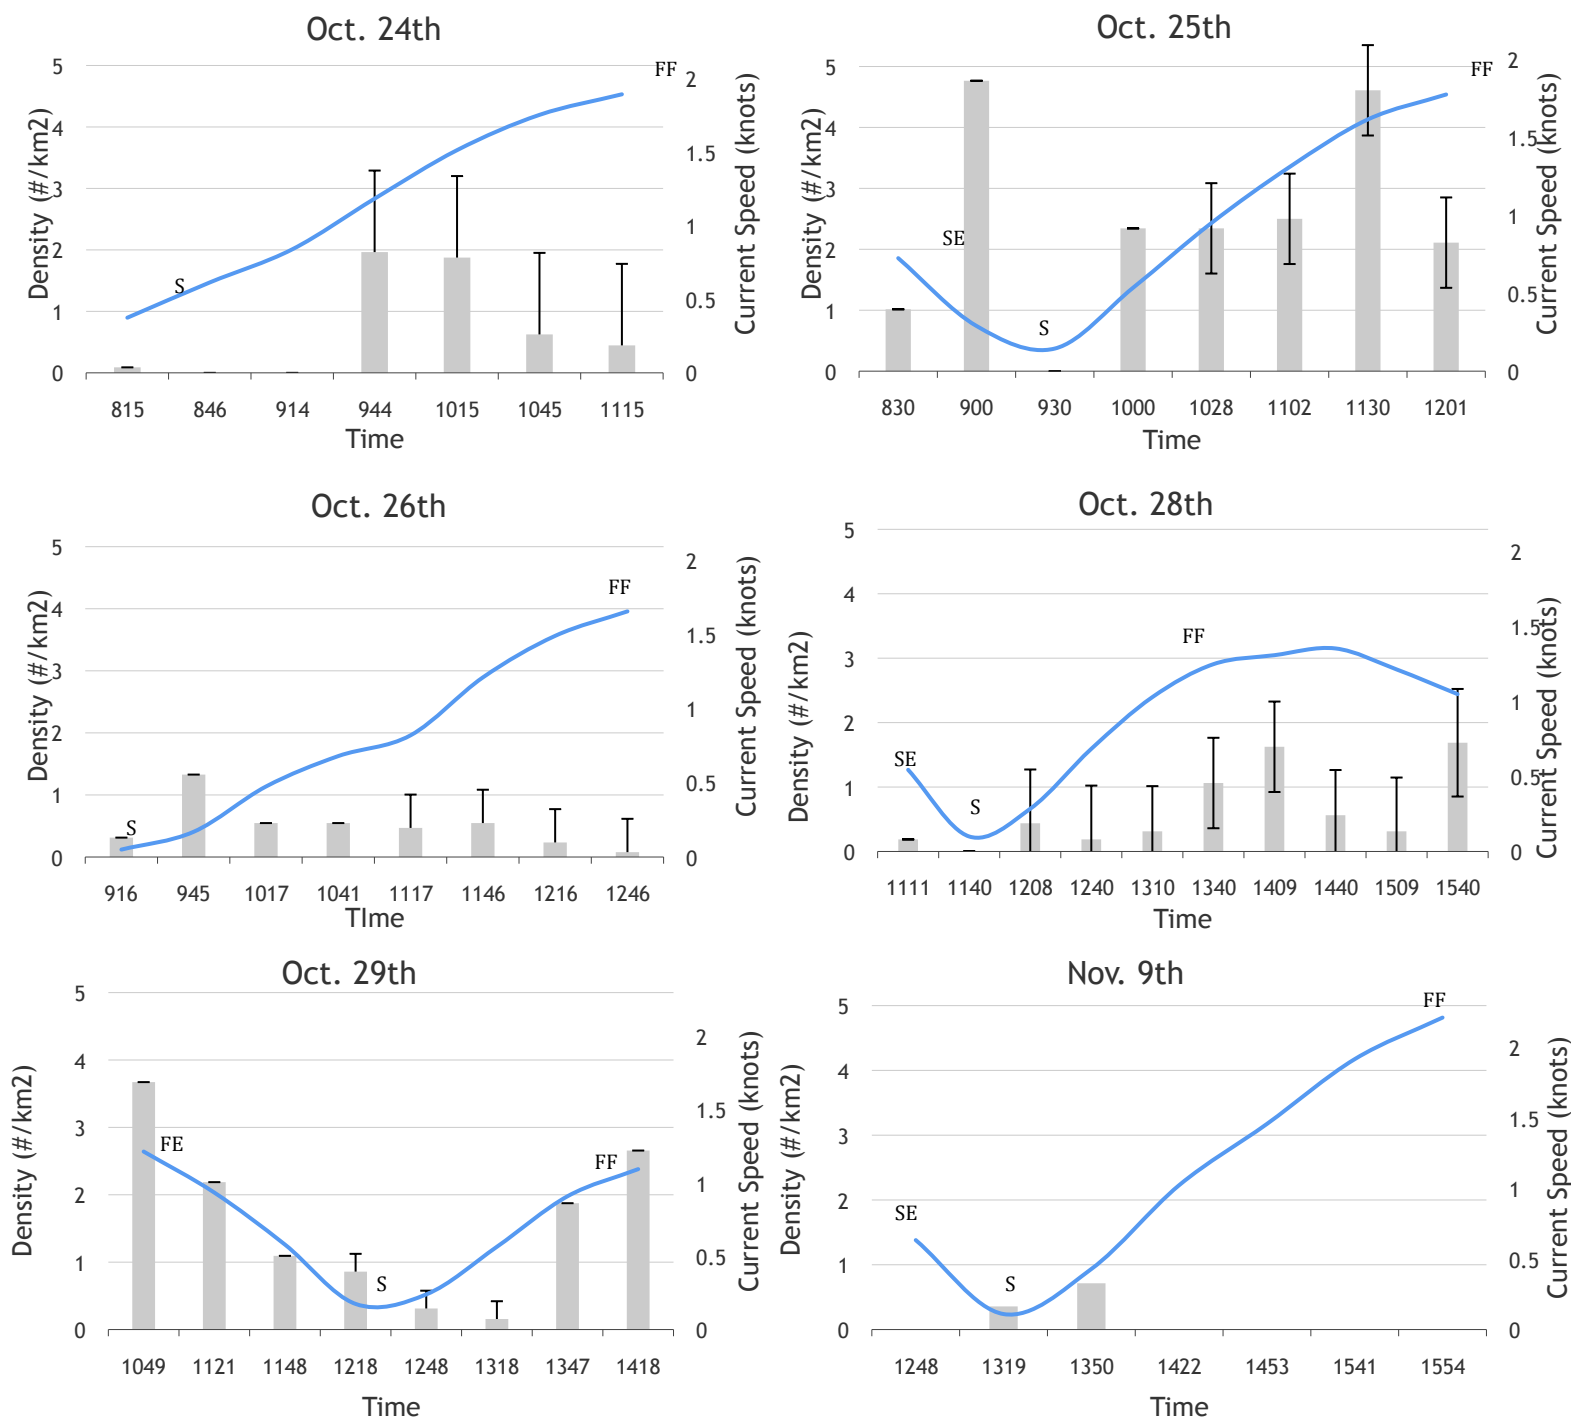 Oct. 24th
Density (#/km2)
5
4
3
2
1
0
S
FF
2
1.5
1
0.5
0
Current Speed (knots)
815 846 914 944 1015 1045 1115
Time
Oct. 25th
Density (#/km2)
5
4
3
2
1
0
SE
S
FF
2
1.5
1
0.5
0
Current Speed (knots)
830 900 930 1000 1028 1102 1130 1201
Time
Oct. 26th
Density (#/km2)
5
4
3
2
1
0
S
FF
2
1.5
1
0.5
0
Current Speed (knots)
916 945 1017 1041 1117 1146 1216 1246
TIme
Oct. 28th
Density (#/km2)
5
4
3
2
1
0
SE
S
FF
2
1.5
1
0.5
0
Current Speed (knots)
1111 1140 1208 1240 1310 1340 1409 1440 1509 1540
Time
Oct. 29th
Density (#/km2)
5
4
3
2
1
0
FE
S
FF
2
1.5
1
0.5
0
Current Speed (knots)
1049 1121 1148 1218 1248 1318 1347 1418
Time
Nov. 9th
Density (#/km2)
5
4
3
2
1
0
SE
S
FF
2
1.5
1
0.5
0
Current Speed (knots)
1248 1319 1350 1422 1453 1541 1554
Time